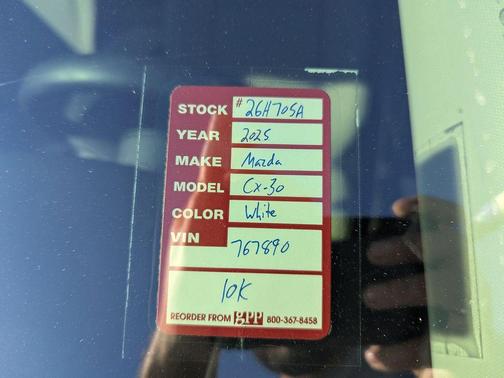 STOCK #26H705A
YEAR 2025
MAKE Mazda
MODEL CX-30
COLOR White
VIN 767890
10K
REORDER FROM gpp 800-367-8458